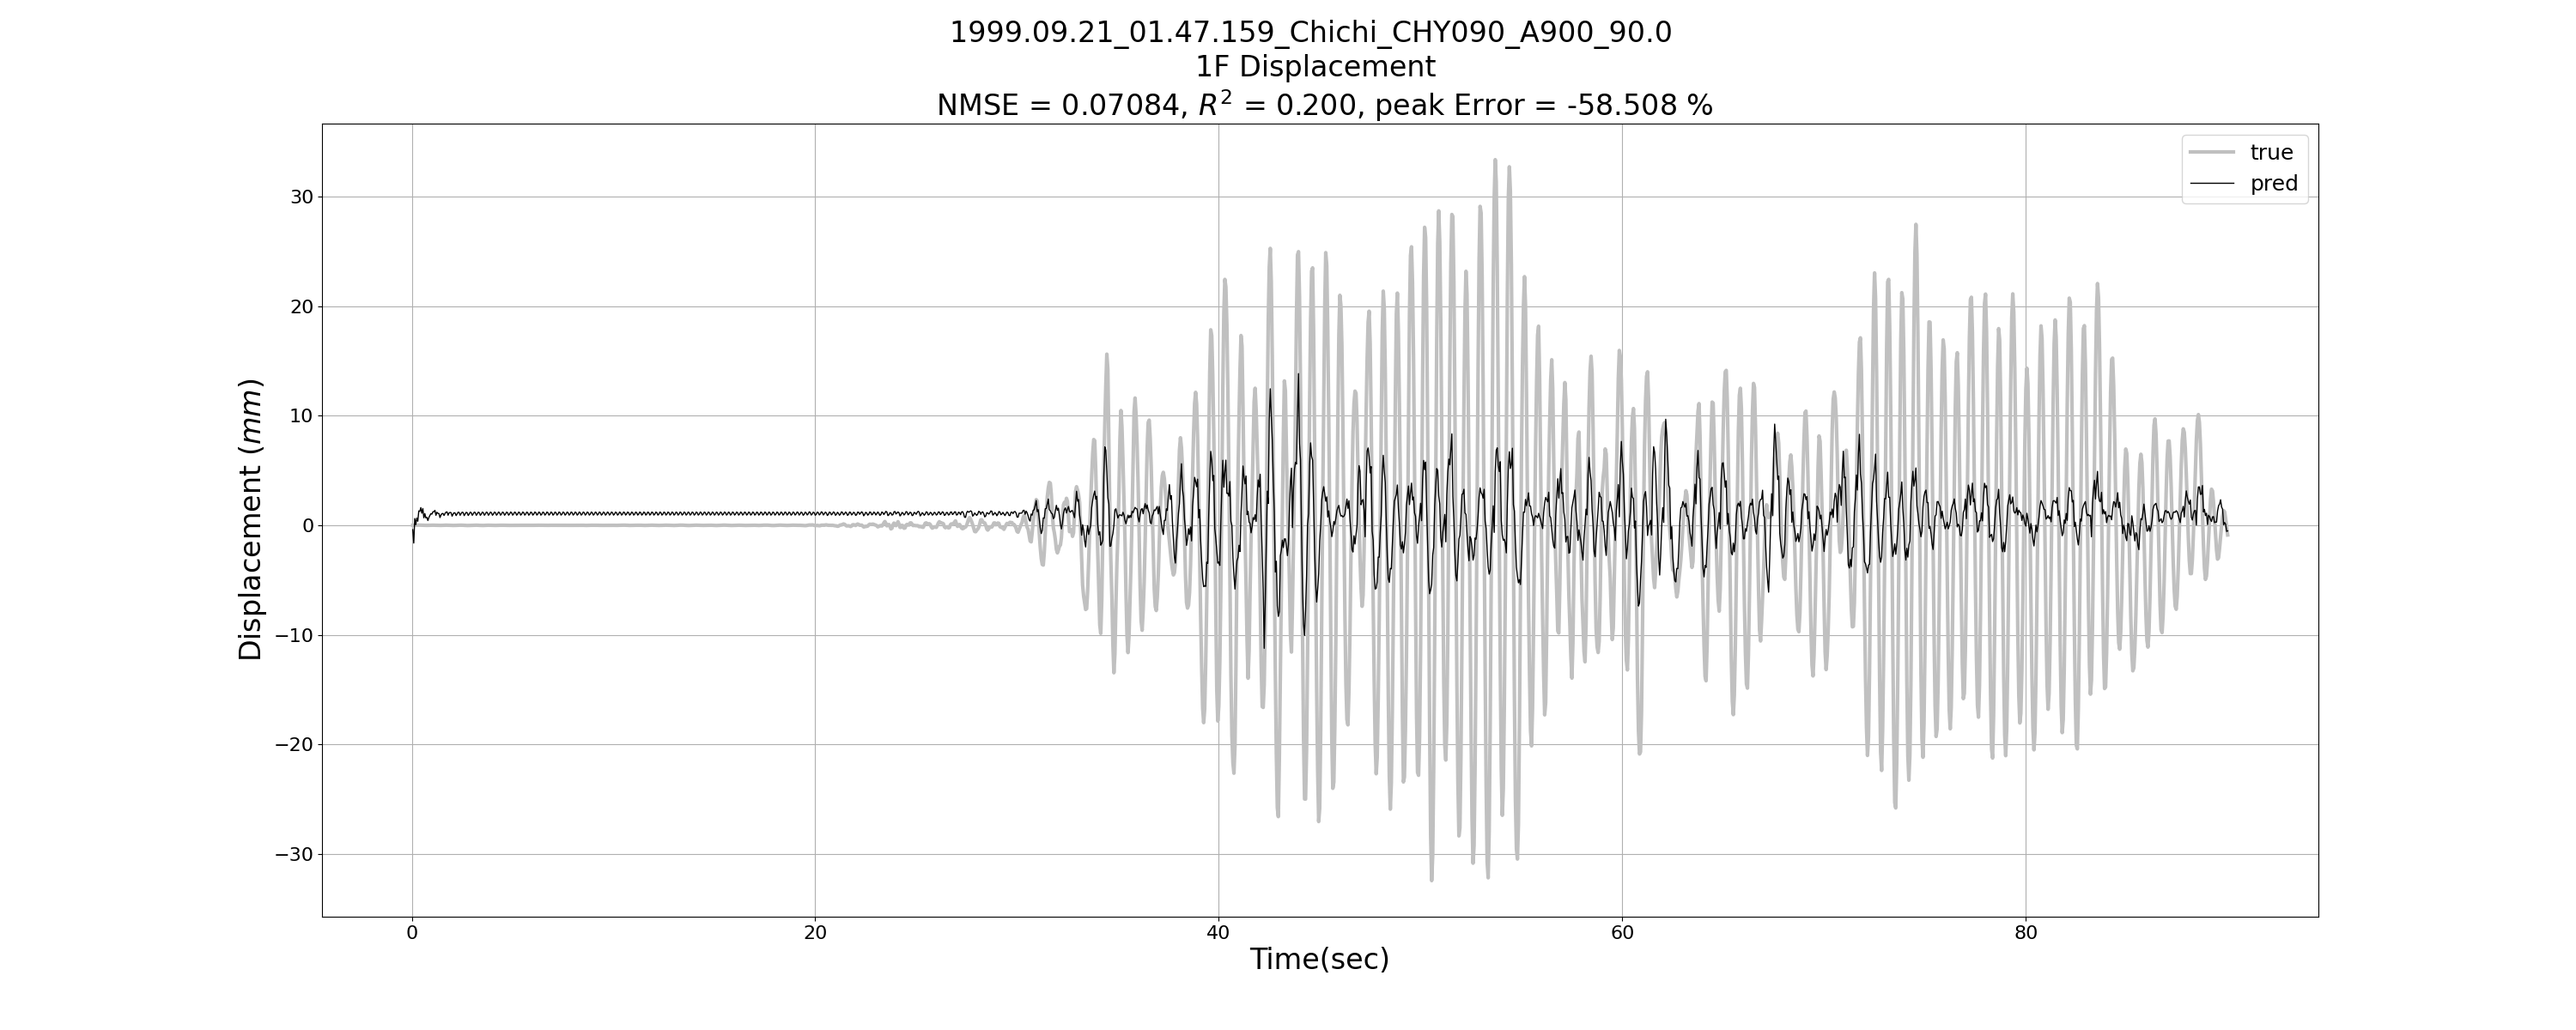 1999.09.21_01.47.159_Chichi_CHY090_A900_90.0
1F Displacement
NMSE = 0.07084, R² = 0.200, peak Error = -58.508 %
true
pred
30
20
10
0
−10
−20
−30
Displacement (mm)
0 20 40 60 80
Time(sec)